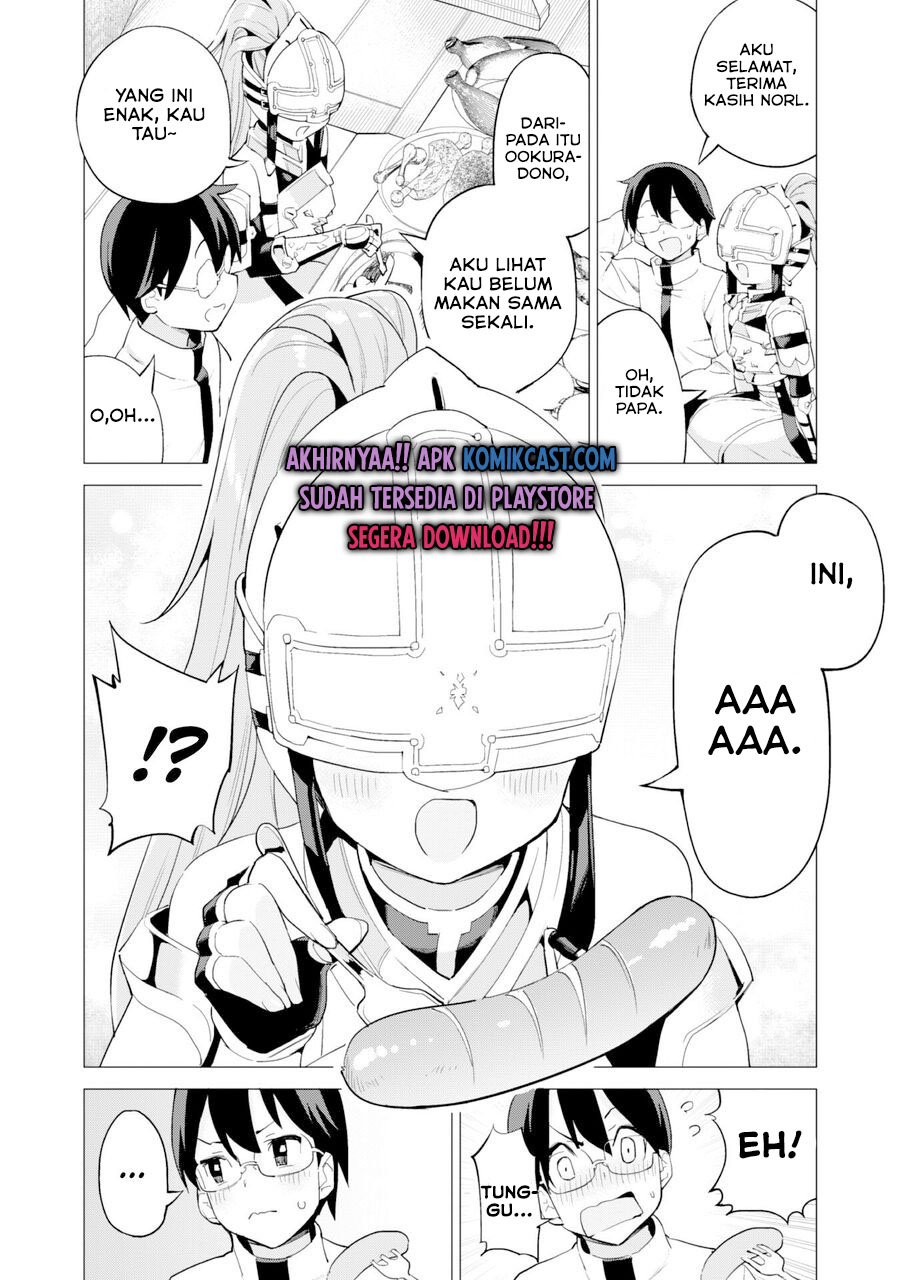 AKU
SELAMAT,
TERIMA
KASIH NORL.
OH,
TIDAK
PAPA.
DARI-
PADA ITU
OOKURA-
DONO,
AKU LIHAT
KAU BELUM
MAKAN SAMA
SEKALI.
YANG INI
ENAK, KAU
TAU~
O,OH...
AKHIRNYAA!! APK KOMIKCAST.COM
SUDAH TERSEDIA DI PLAYSTORE
SEGERA DOWNLOAD!!!
INI,
AAA
AAA.
!?
EH!
TUNG-
GU...
...